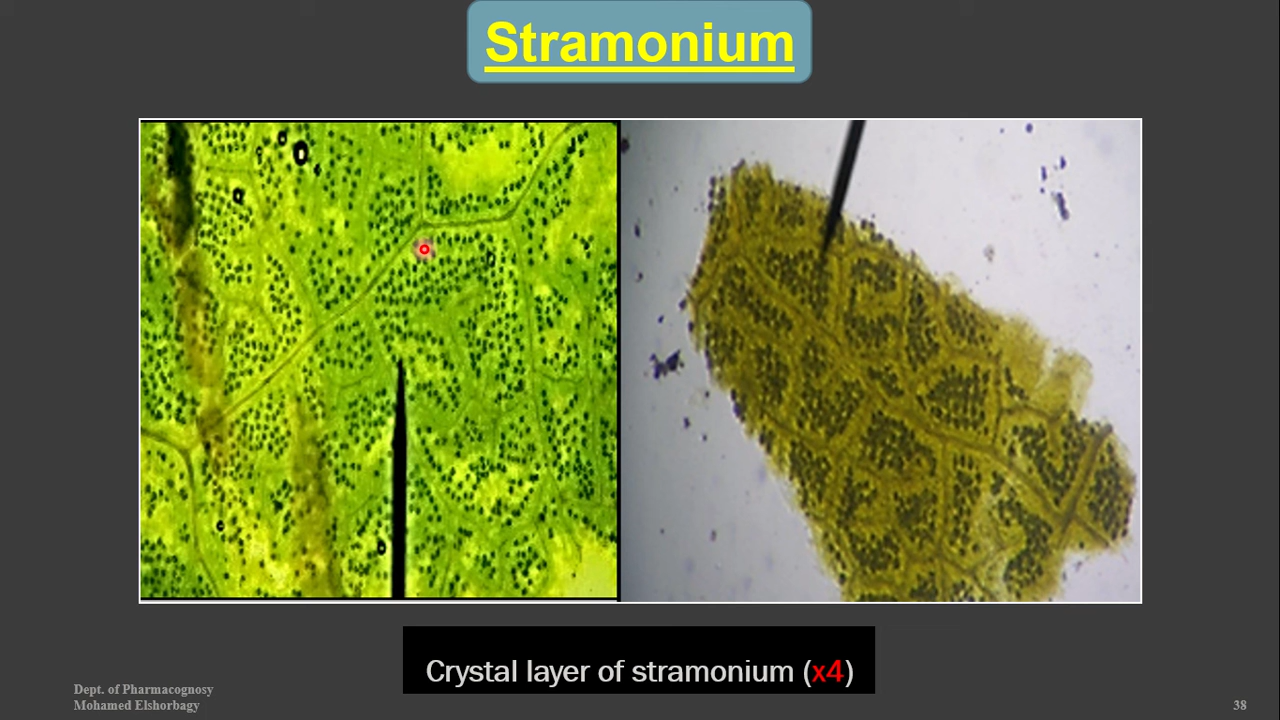 Stramonium
Crystal layer of stramonium (x4)
Dept. of Pharmacognosy
Mohamed Elshorbagy
38